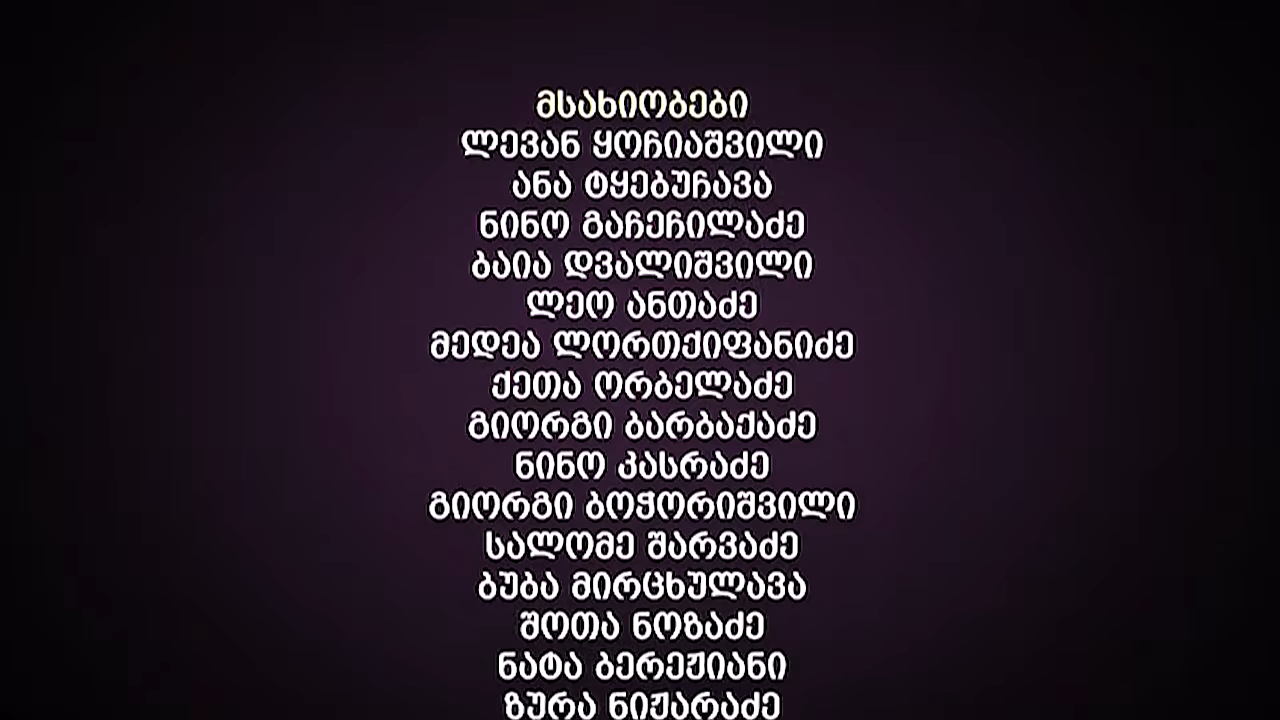 მსახიობები
ლევან ყოჩიაშვილი
ანა ტყებუჩავა
ნინო გაჩეჩილაძე
ბაია დვალიშვილი
ლეო ანთაძე
მედეა ლორთქიფანიძე
ქეთა ორბელაძე
გიორგი ბარბაქაძე
ნინო კასრაძე
გიორგი ბოჭორიშვილი
სალომე შარვაძე
ბუბა მირცხულავა
შოთა ნოზაძე
ნატა ბერეჟიანი
ზურა ნიჟარაძე